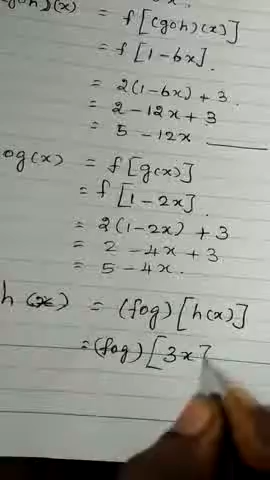 goh)(x) = f[(goh)(x)]
= f[1-6x].
= 2(1-6x) + 3.
= 2-12x + 3
= 5 -12x
og(x) = f[g(x)]
= f[1-2x].
= 2(1-2x) + 3
= 2 -4x + 3
= 5-4x.
h(x) = (fog)[h(x)]
=(fog)[3x]